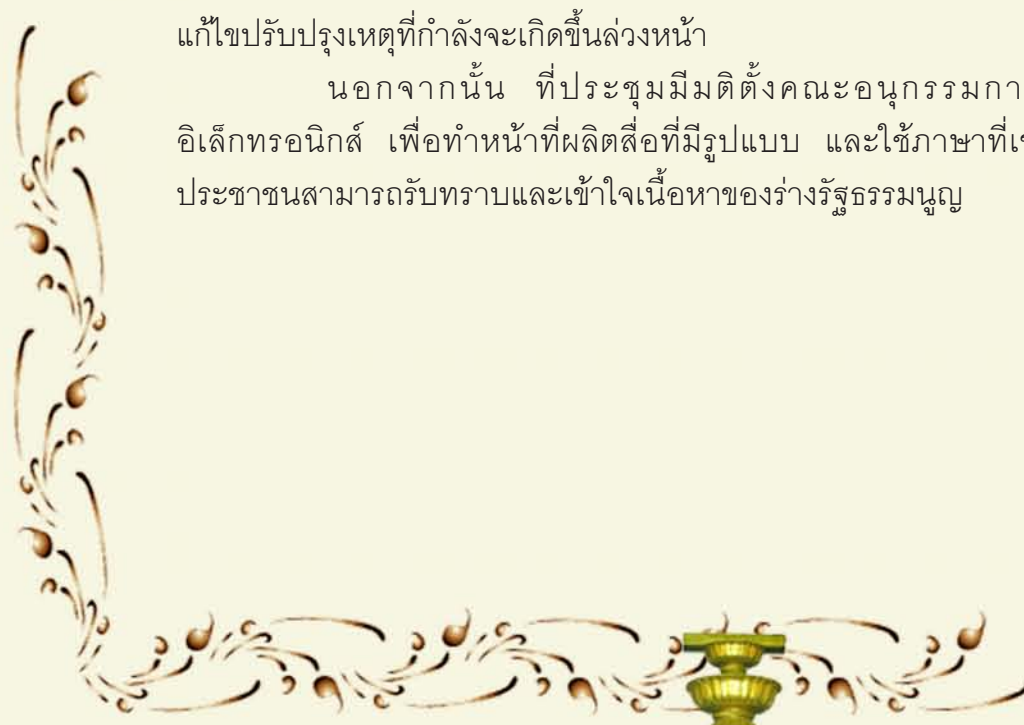 แก้ไขปรับปรุงเหตุที่กำลังจะเกิดขึ้นล่วงหน้า
นอกจากนั้น ที่ประชุมมีมติตั้งคณะอนุกรรมกา
อิเล็กทรอนิกส์ เพื่อทำหน้าที่ผลิตสื่อที่มีรูปแบบ และใช้ภาษาที่เ
ประชาชนสามารถรับทราบและเข้าใจเนื้อหาของร่างรัฐธรรมนูญ